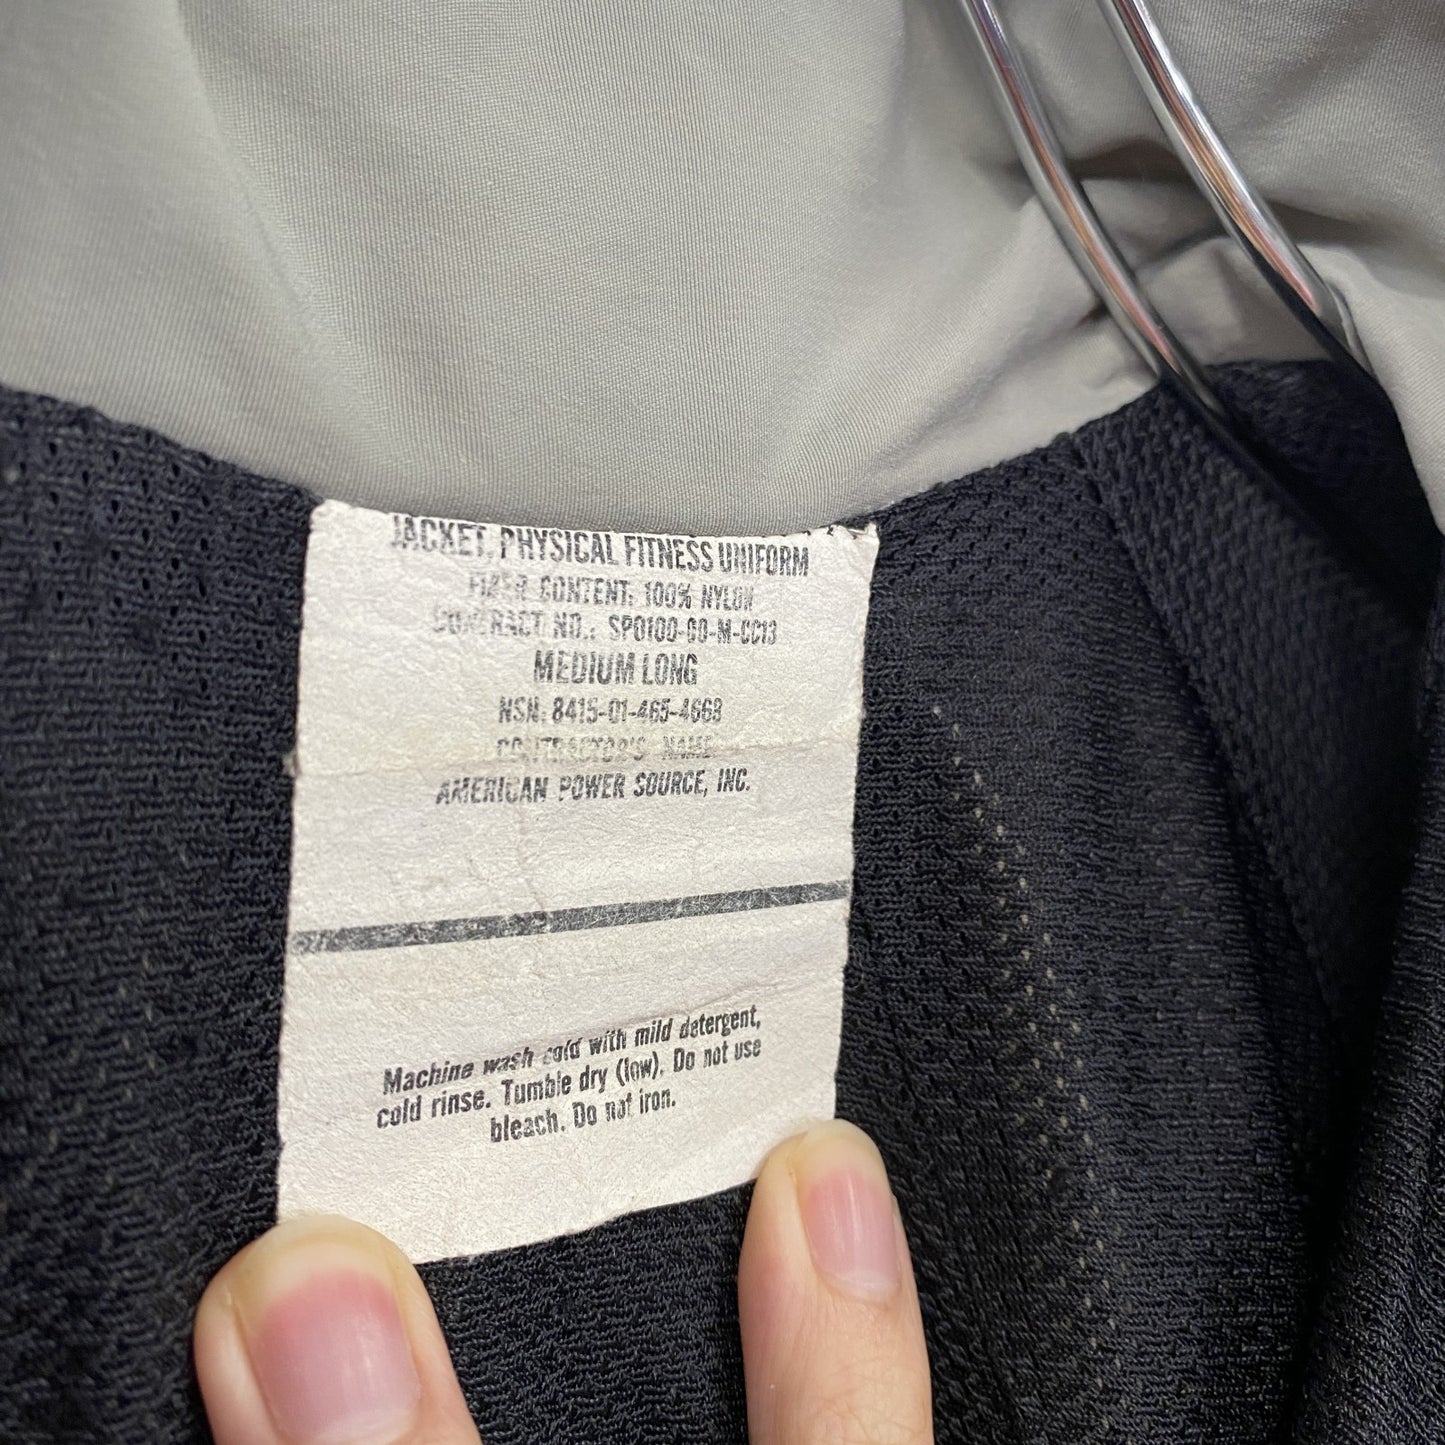 JACKET, PHYSICAL FITNESS UNIFORM
FIBER CONTENT: 100% NYLON
CONTRACT NO.: SP0100-00-M-CC13
MEDIUM LONG
NSN: 8415-01-465-4668
CONTRACTOR'S NAME
AMERICAN POWER SOURCE, INC.
Machine wash cold with mild detergent,
cold rinse. Tumble dry (low). Do not use
bleach. Do not iron.